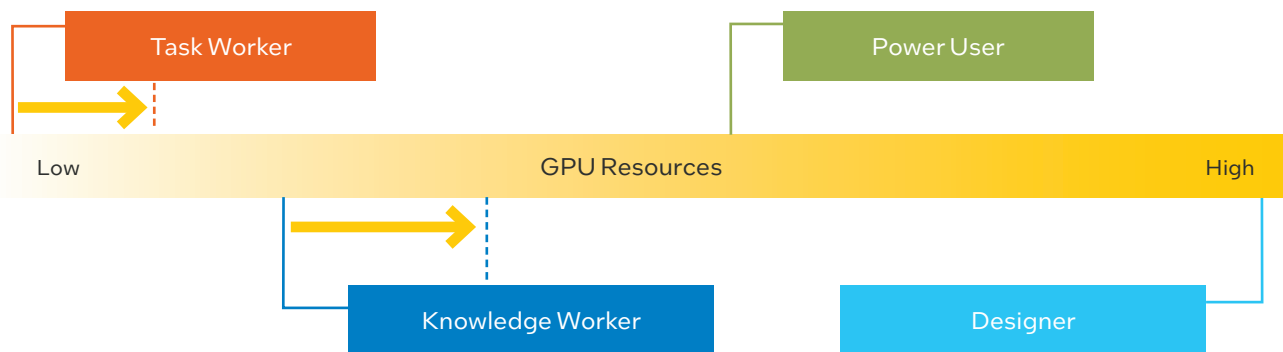 Task Worker
Power User
Low
GPU Resources
High
Knowledge Worker
Designer